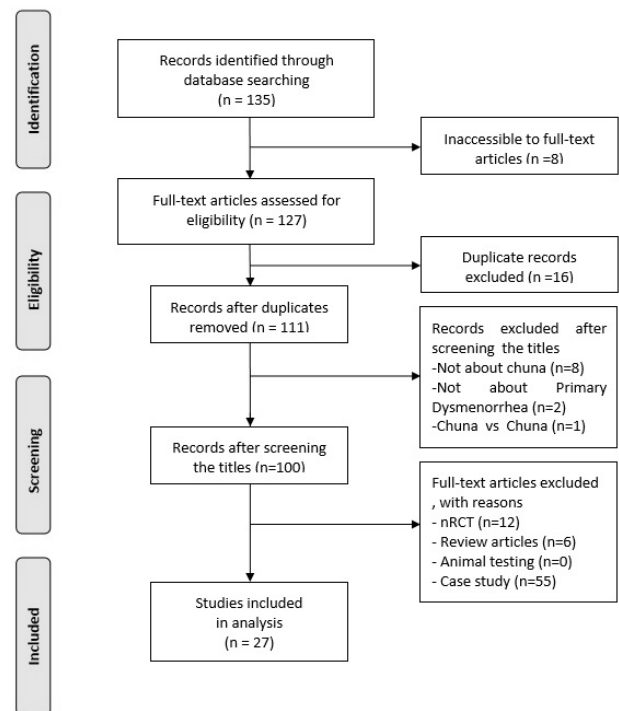 Identification
Records identified through
database searching
(n = 135)
Inaccessible to full-text
articles (n =8)
Eligibility
Full-text articles assessed for
eligibility (n = 127)
Duplicate records
excluded (n =16)
Records after duplicates
removed (n = 111)
Records excluded after
screening the titles
-Not about chuna (n=8)
-Not about Primary
Dysmenorrhea (n=2)
-Chuna vs Chuna (n=1)
Screening
Records after screening
the titles (n=100)
Full-text articles excluded
, with reasons
- nRCT (n=12)
- Review articles (n=6)
- Animal testing (n=0)
- Case study (n=55)
Included
Studies included
in analysis
(n = 27)